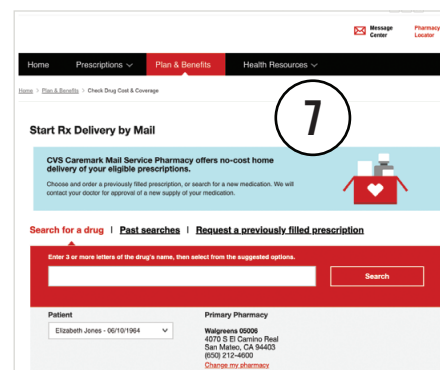 Message
Center
Pharmacy
Locator
Home Prescriptions Plan & Benefits Health Resources
Home > Plan & Benefits > Check Drug Cost & Coverage
7
Start Rx Delivery by Mail
CVS Caremark Mail Service Pharmacy offers no-cost home
delivery of your eligible prescriptions.
Choose and order a previously filled prescription, or search for a new medication. We will
contact your doctor for approval of a new supply of your medication.
Search for a drug | Past searches | Request a previously filled prescription
Enter 3 or more letters of the drug's name, then select from the suggested options.
Search
Patient
Elizabeth Jones - 06/10/1964
Primary Pharmacy
Walgreens 05006
4070 S El Camino Real
San Mateo, CA 94403
(650) 212-4600
Change my pharmacy